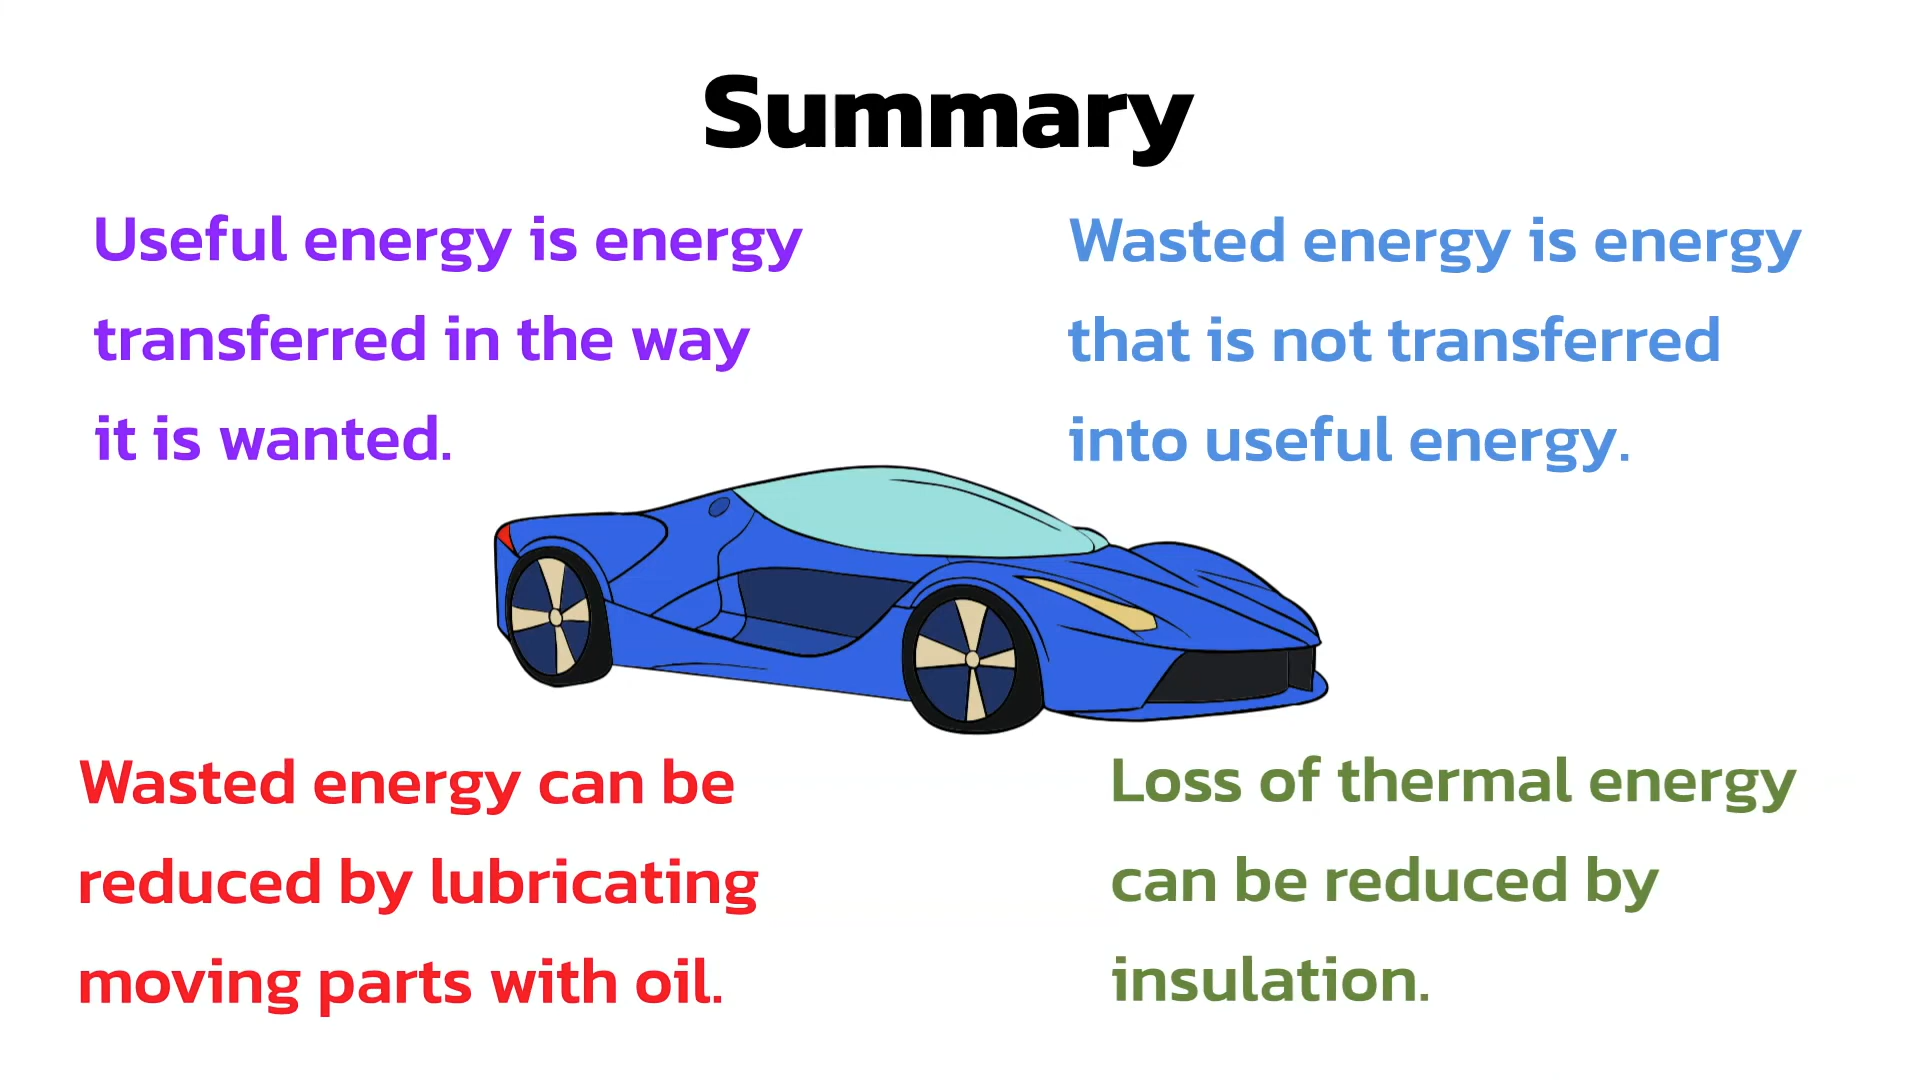 Summary
Useful energy is energy
transferred in the way
it is wanted.
Wasted energy is energy
that is not transferred
into useful energy.
Wasted energy can be
reduced by lubricating
moving parts with oil.
Loss of thermal energy
can be reduced by
insulation.